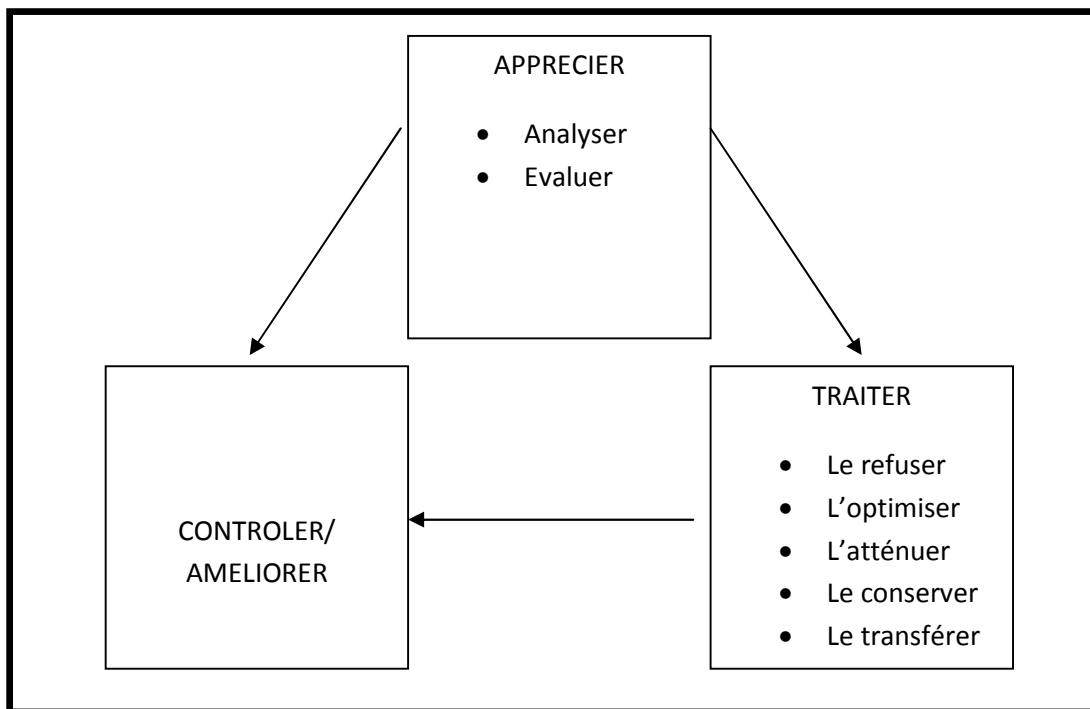 APPRECIER
• Analyser
• Evaluer
CONTROLER/
AMELIORER
TRAITER
• Le refuser
• L’optimiser
• L’atténuer
• Le conserver
• Le transférer